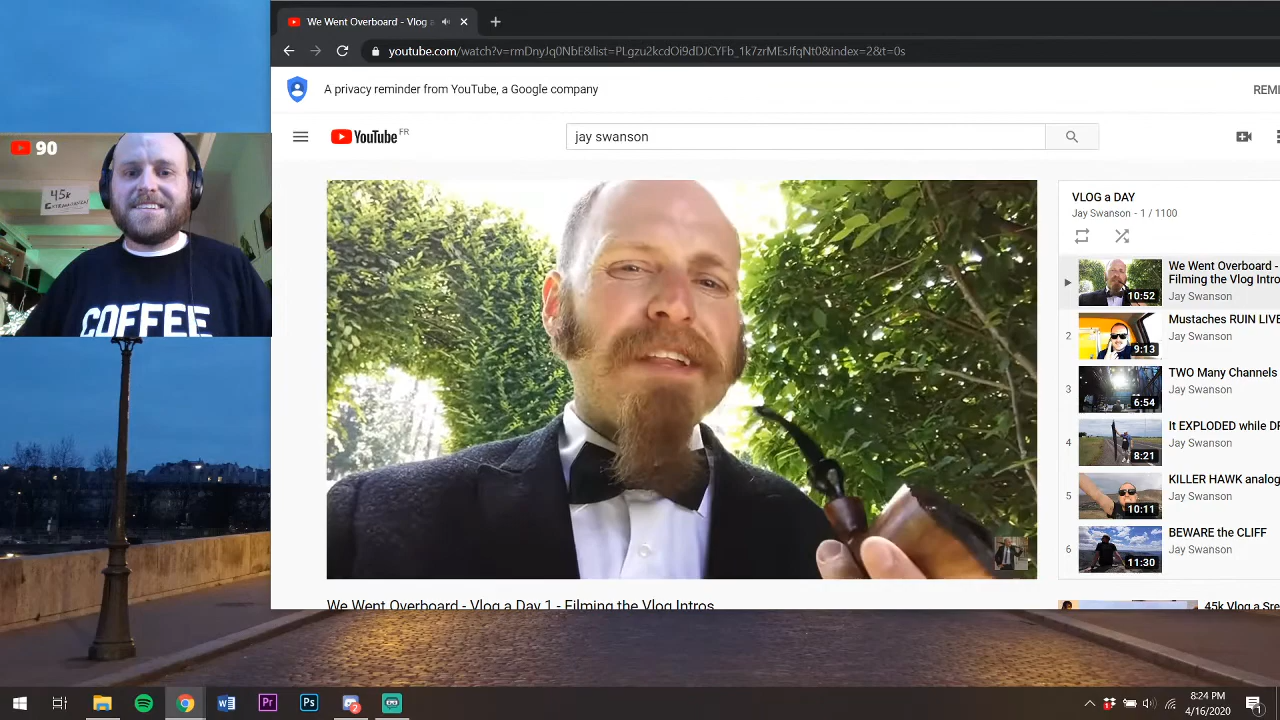 We Went Overboard - Vlog a
youtube.com/watch?v=rmDnyJq0NbE&list=PLgzu2kcdOi9dDJCYFb_1k7zrMEsJfqNt0&index=2&t=0s
A privacy reminder from YouTube, a Google company
REMI
YouTube FR
jay swanson
90
45k
COFFEE
VLOG a DAY
Jay Swanson - 1 / 1100
We Went Overboard -
Filming the Vlog Intro
Jay Swanson
10:52
2
Mustaches RUIN LIVE
Jay Swanson
9:13
3
TWO Many Channels
Jay Swanson
6:54
4
It EXPLODED while DR
Jay Swanson
8:21
5
KILLER HAWK analog
Jay Swanson
10:11
6
BEWARE the CLIFF
Jay Swanson
11:30
We Went Overboard - Vlog a Day 1 - Filming the Vlog Intros
45k Vlog a Sre
W
Pr
Ps
2
8:24 PM
4/16/2020
1